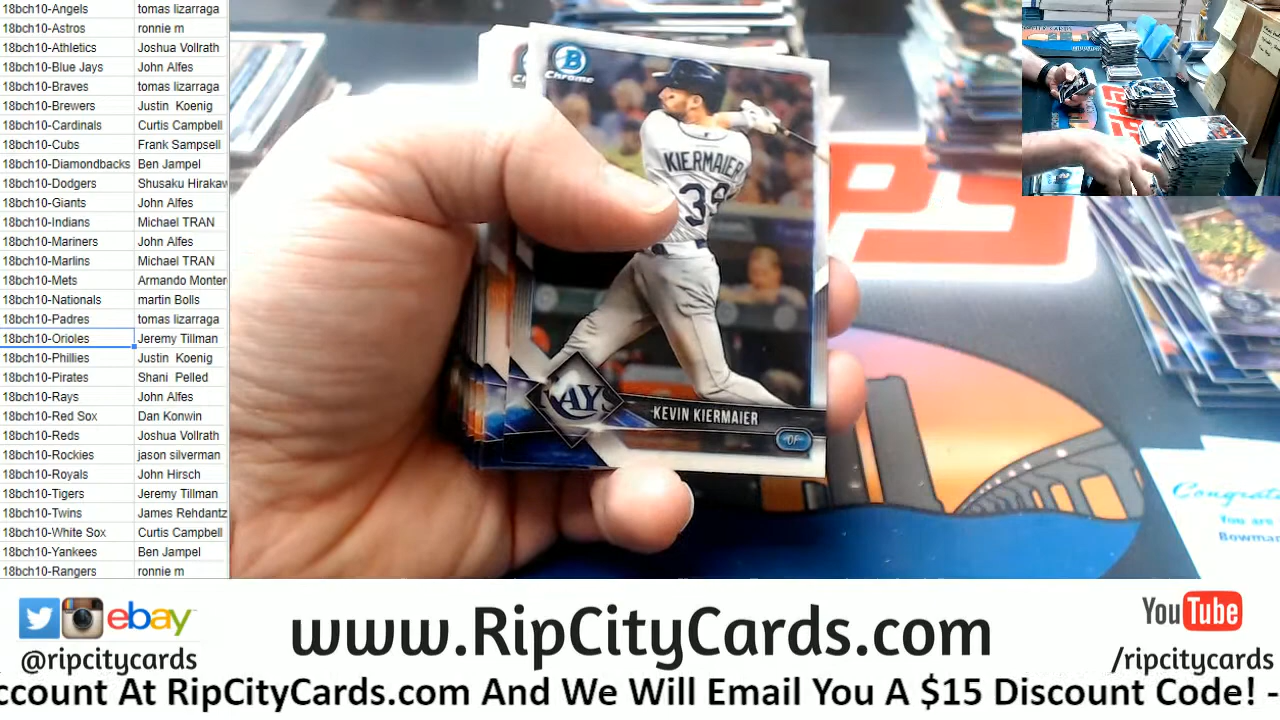 18bch10-Angels tomas lizarraga
18bch10-Astros ronnie m
18bch10-Athletics Joshua Vollrath
18bch10-Blue Jays John Alfes
18bch10-Braves tomas lizarraga
18bch10-Brewers Justin Koenig
18bch10-Cardinals Curtis Campbell
18bch10-Cubs Frank Sampsell
18bch10-Diamondbacks Ben Jampel
18bch10-Dodgers Shusaku Hirakaw
18bch10-Giants John Alfes
18bch10-Indians Michael TRAN
18bch10-Mariners John Alfes
18bch10-Marlins Michael TRAN
18bch10-Mets Armando Monter
18bch10-Nationals martin Bolls
18bch10-Padres tomas lizarraga
18bch10-Orioles Jeremy Tillman
18bch10-Phillies Justin Koenig
18bch10-Pirates Shani Pelled
18bch10-Rays John Alfes
18bch10-Red Sox Dan Konwin
18bch10-Reds Joshua Vollrath
18bch10-Rockies jason silverman
18bch10-Royals John Hirsch
18bch10-Tigers Jeremy Tillman
18bch10-Twins James Rehdantz
18bch10-White Sox Curtis Campbell
18bch10-Yankees Ben Jampel
18bch10-Rangers ronnie m
B
Chrome
KIERMAIER
39
RAYS
KEVIN KIERMAIER
OF
Congrat
You are
Bowman
ebay
@ripcitycards
www.RipCityCards.com
YouTube
/ripcitycards
ccount At RipCityCards.com And We Will Email You A $15 Discount Code! -